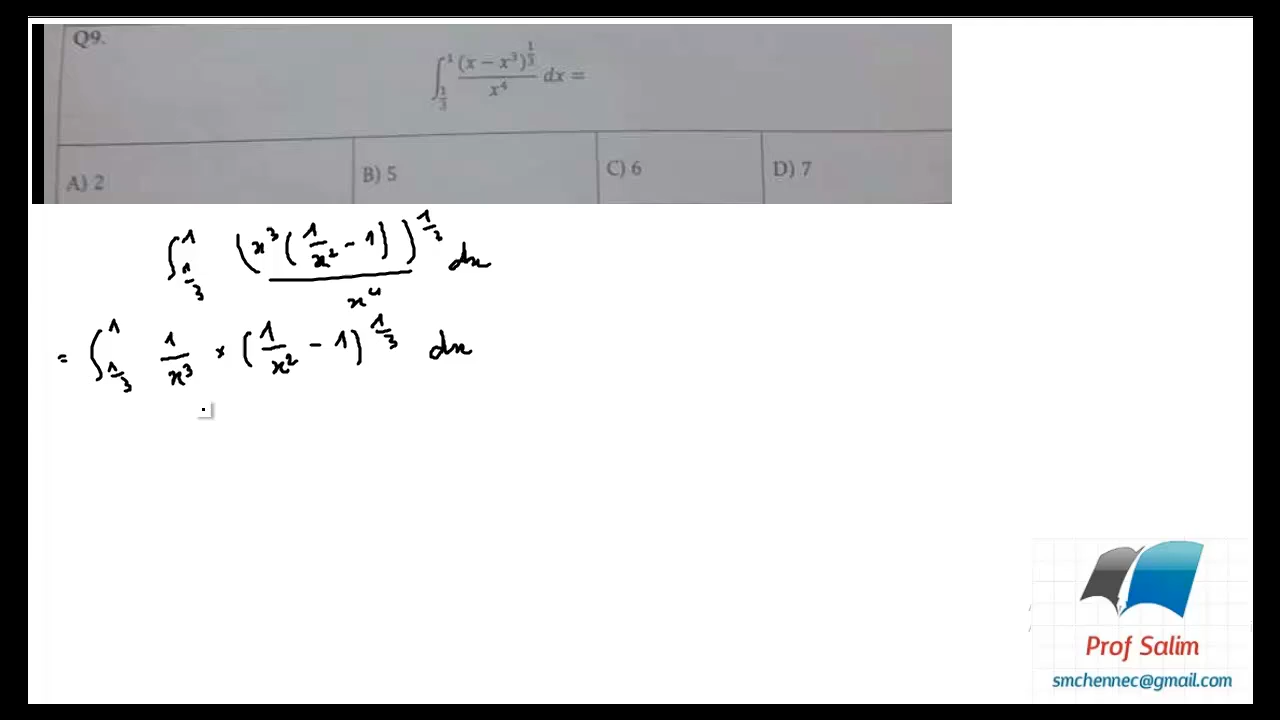 Q9.
∫_{1/3}^{1} (x − x³)^{1/3} / x⁴ dx =
A) 2 B) 5 C) 6 D) 7
∫_{1/3}^{1} (x³(1/x² − 1))^{1/3} / x⁴ dx
= ∫_{1/3}^{1} 1/x³ × (1/x² − 1)^{1/3} dx
Prof Salim
smchennec@gmail.com